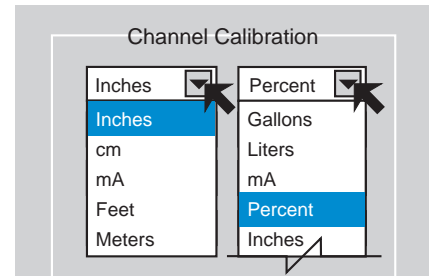 Channel Calibration
Inches Percent
Inches Gallons
cm Liters
mA mA
Feet Percent
Meters Inches